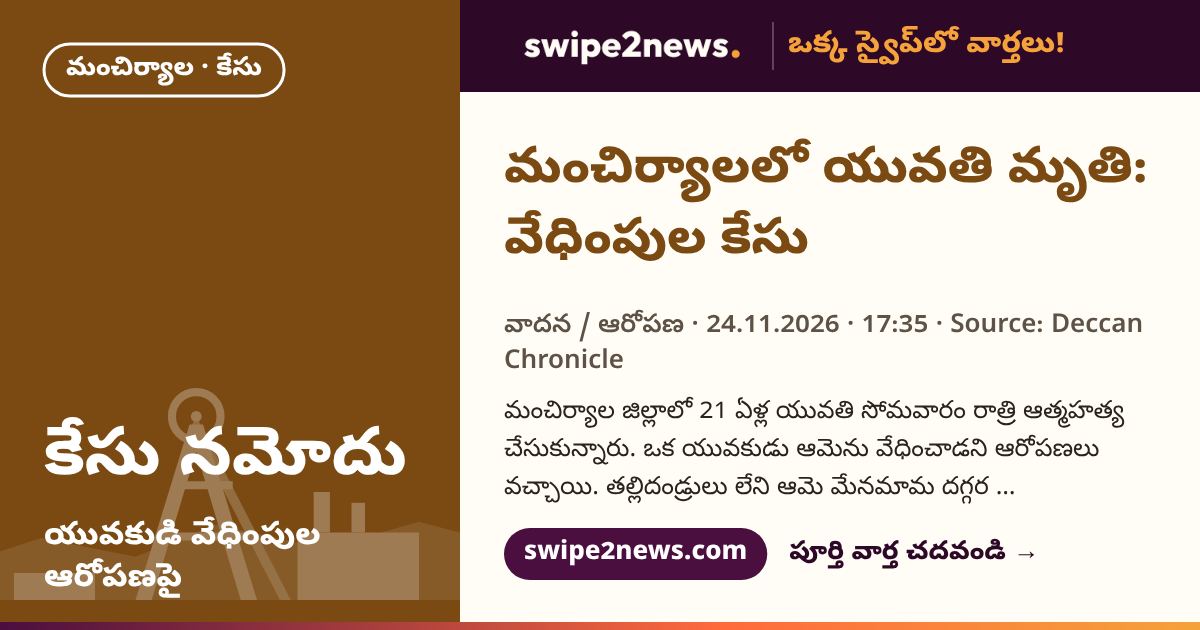 మంచిర్యాల · కేసు
కేసు నమోదు
యువకుడి వేధింపుల
ఆరోపణపై
swipe2news.
ఒక్క స్వైప్‌లో వార్తలు!
మంచిర్యాలలో యువతి మృతి:
వేధింపుల కేసు
వాదన / ఆరోపణ · 24.11.2026 · 17:35 · Source: Deccan
Chronicle
మంచిర్యాల జిల్లాలో 21 ఏళ్ల యువతి సోమవారం రాత్రి ఆత్మహత్య
చేసుకున్నారు. ఒక యువకుడు ఆమెను వేధించాడని ఆరోపణలు
వచ్చాయి. తల్లిదండ్రులు లేని ఆమె మేనమామ దగ్గర ...
swipe2news.com
పూర్తి వార్త చదవండి →